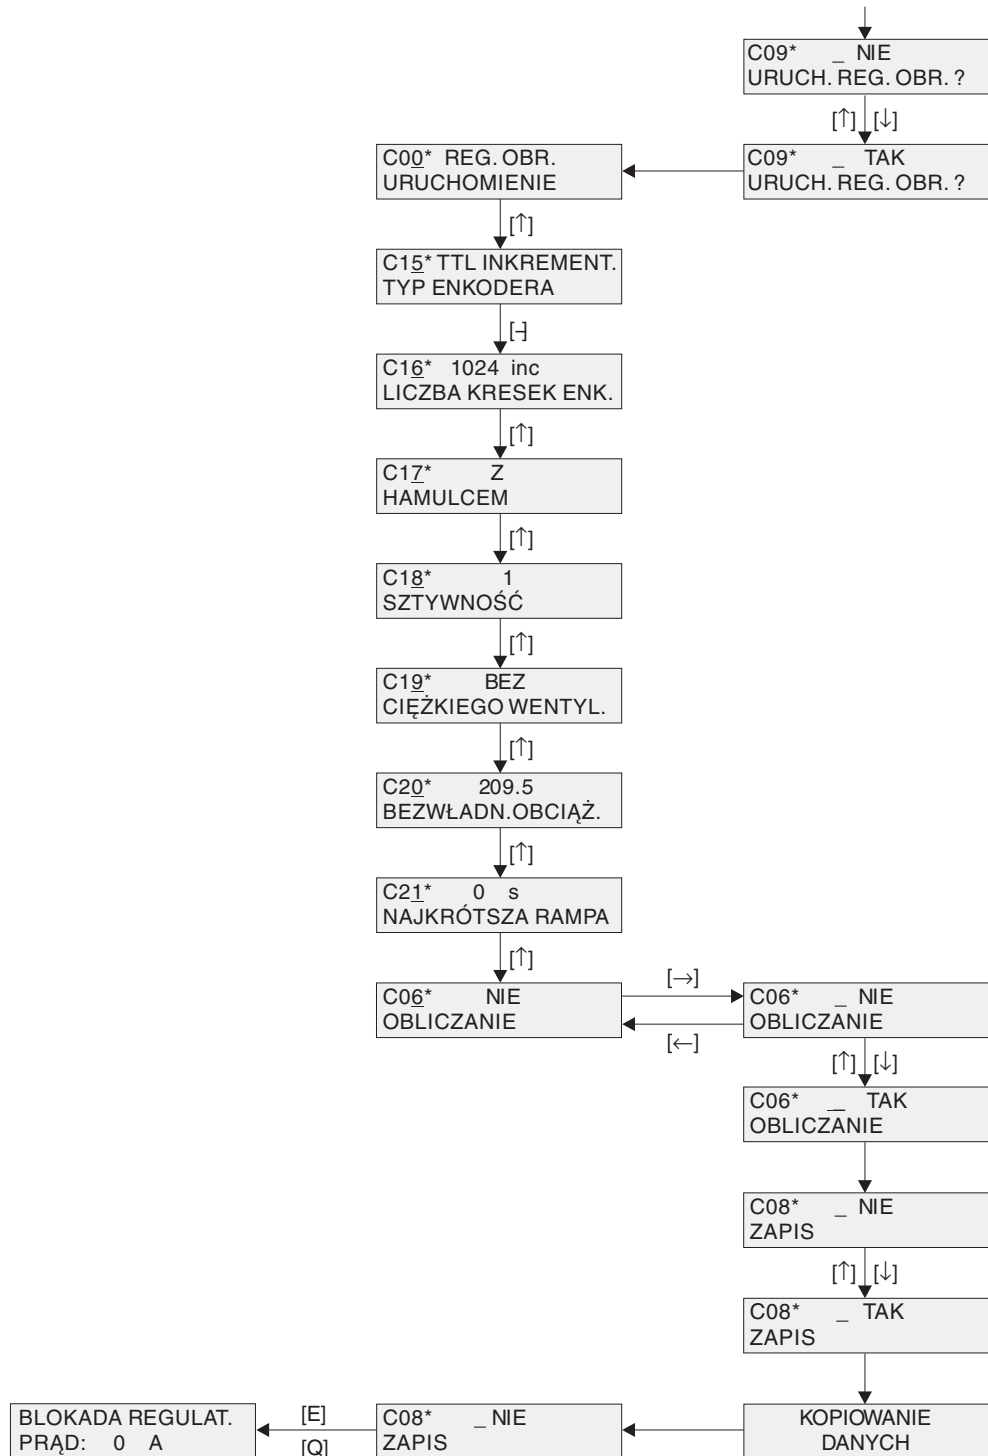 C09* _ NIE
URUCH. REG. OBR. ?
[↑] [↓]
C00* REG. OBR.
URUCHOMIENIE
C09* _ TAK
URUCH. REG. OBR. ?
[↑]
C15* TTL INKREMENT.
TYP ENKODERA
[-]
C16* 1024 inc
LICZBA KRESEK ENK.
[↑]
C17* Z
HAMULCEM
[↑]
C18* 1
SZTYWNOŚĆ
[↑]
C19* BEZ
CIĘŻKIEGO WENTYL.
[↑]
C20* 209.5
BEZWŁADN.OBCIĄŻ.
[↑]
C21* 0 s
NAJKRÓTSZA RAMPA
[↑]
C06* NIE
OBLICZANIE
[→]
[←]
C06* _ NIE
OBLICZANIE
[↑] [↓]
C06* _ TAK
OBLICZANIE
C08* _ NIE
ZAPIS
[↑] [↓]
C08* _ TAK
ZAPIS
BLOKADA REGULAT.
PRĄD: 0 A
[E]
[Q]
C08* _ NIE
ZAPIS
KOPIOWANIE
DANYCH